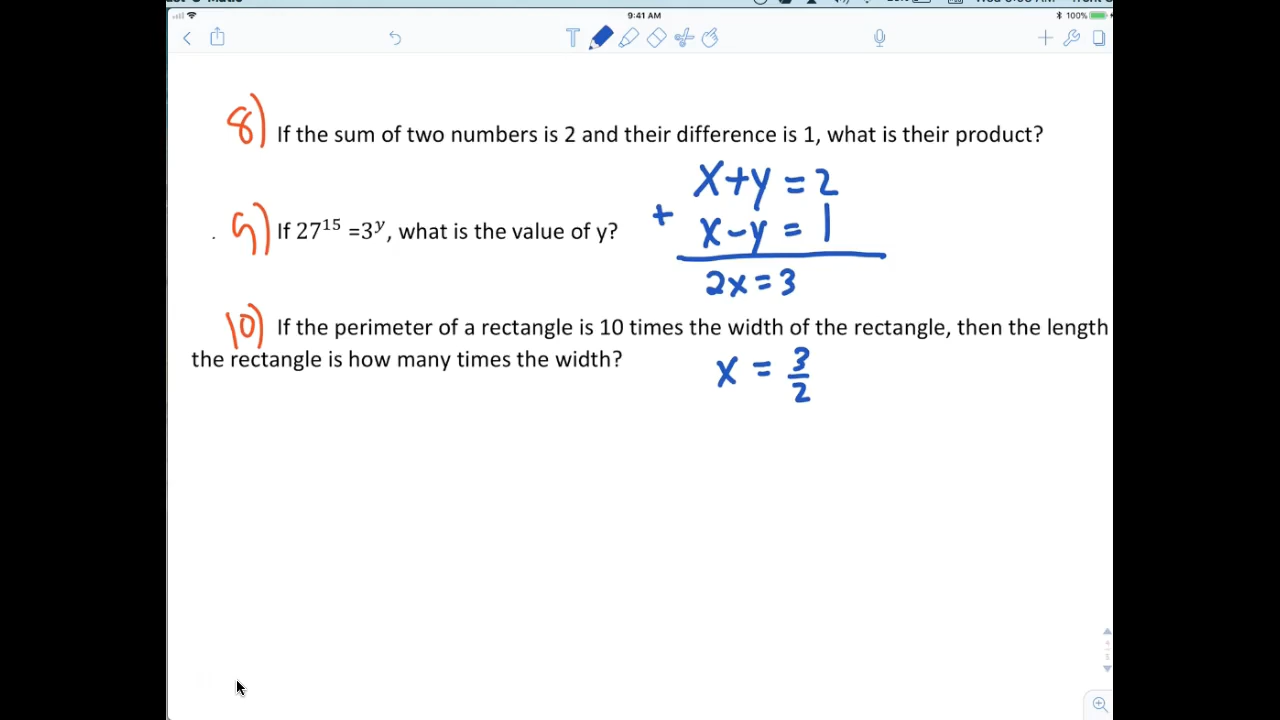 9:41 AM
100%
T
8) If the sum of two numbers is 2 and their difference is 1, what is their product?
x+y = 2
+ x-y = 1
2x = 3
. 9) If 27^15 =3^y, what is the value of y?
10) If the perimeter of a rectangle is 10 times the width of the rectangle, then the length
the rectangle is how many times the width?
x = 3/2